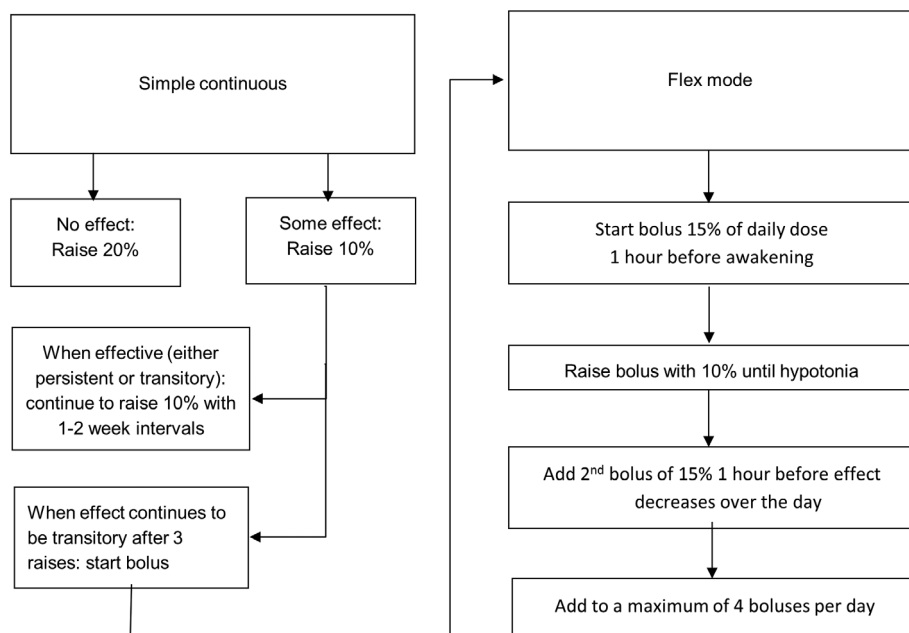 Simple continuous
No effect:
Raise 20%
Some effect:
Raise 10%
When effective (either
persistent or transitory):
continue to raise 10% with
1-2 week intervals
When effect continues to
be transitory after 3
raises: start bolus
Flex mode
Start bolus 15% of daily dose
1 hour before awakening
Raise bolus with 10% until hypotonia
Add 2nd bolus of 15% 1 hour before effect
decreases over the day
Add to a maximum of 4 boluses per day